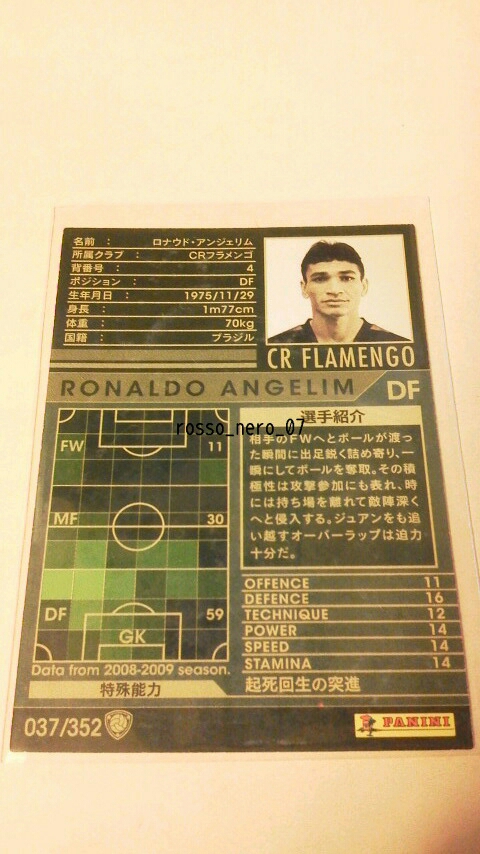 名前 : ロナウド・アンジェリム
所属クラブ : CRフラメンゴ
背番号 : 4
ポジション : DF
生年月日 : 1975/11/29
身長 : 1m77cm
体重 : 70kg
国籍 : ブラジル
CR FLAMENGO
RONALDO ANGELIM DF
rosso_nero_07
FW 11
MF 30
DF 59
GK
Data from 2008-2009 season.
選手紹介
相手のFWへとボールが渡っ
た瞬間に出足鋭く詰め寄り、一
瞬にしてボールを奪取。その積
極性は攻撃参加にも表れ、時
には持ち場を離れて敵陣深く
へと侵入する。ジュアンをも追
い越すオーバーラップは迫力
十分だ。
OFFENCE 11
DEFENCE 16
TECHNIQUE 12
POWER 14
SPEED 14
STAMINA 14
特殊能力 起死回生の突進
037/352
PANINI